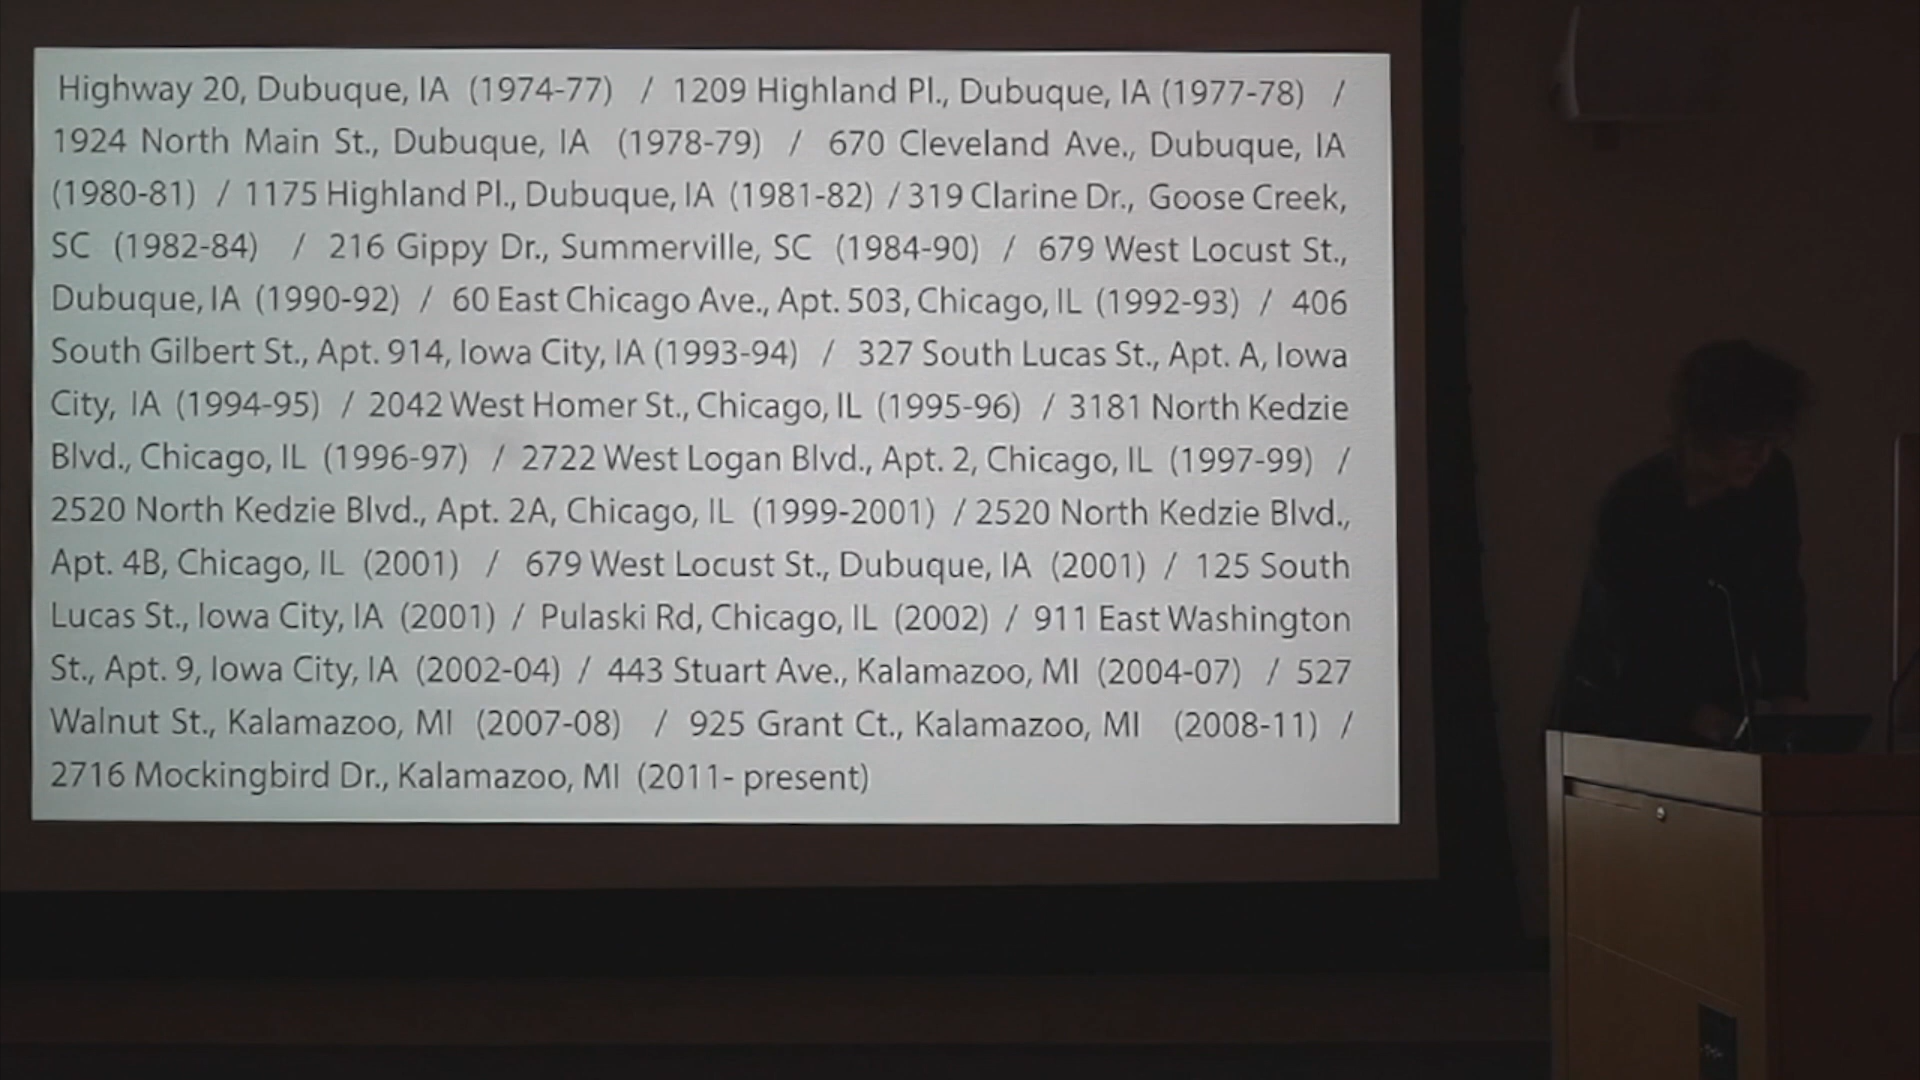 Highway 20, Dubuque, IA (1974-77) / 1209 Highland Pl., Dubuque, IA (1977-78) /
1924 North Main St., Dubuque, IA (1978-79) / 670 Cleveland Ave., Dubuque, IA
(1980-81) / 1175 Highland Pl., Dubuque, IA (1981-82) / 319 Clarine Dr., Goose Creek,
SC (1982-84) / 216 Gippy Dr., Summerville, SC (1984-90) / 679 West Locust St.,
Dubuque, IA (1990-92) / 60 East Chicago Ave., Apt. 503, Chicago, IL (1992-93) / 406
South Gilbert St., Apt. 914, Iowa City, IA (1993-94) / 327 South Lucas St., Apt. A, Iowa
City, IA (1994-95) / 2042 West Homer St., Chicago, IL (1995-96) / 3181 North Kedzie
Blvd., Chicago, IL (1996-97) / 2722 West Logan Blvd., Apt. 2, Chicago, IL (1997-99) /
2520 North Kedzie Blvd., Apt. 2A, Chicago, IL (1999-2001) / 2520 North Kedzie Blvd.,
Apt. 4B, Chicago, IL (2001) / 679 West Locust St., Dubuque, IA (2001) / 125 South
Lucas St., Iowa City, IA (2001) / Pulaski Rd, Chicago, IL (2002) / 911 East Washington
St., Apt. 9, Iowa City, IA (2002-04) / 443 Stuart Ave., Kalamazoo, MI (2004-07) / 527
Walnut St., Kalamazoo, MI (2007-08) / 925 Grant Ct., Kalamazoo, MI (2008-11) /
2716 Mockingbird Dr., Kalamazoo, MI (2011- present)